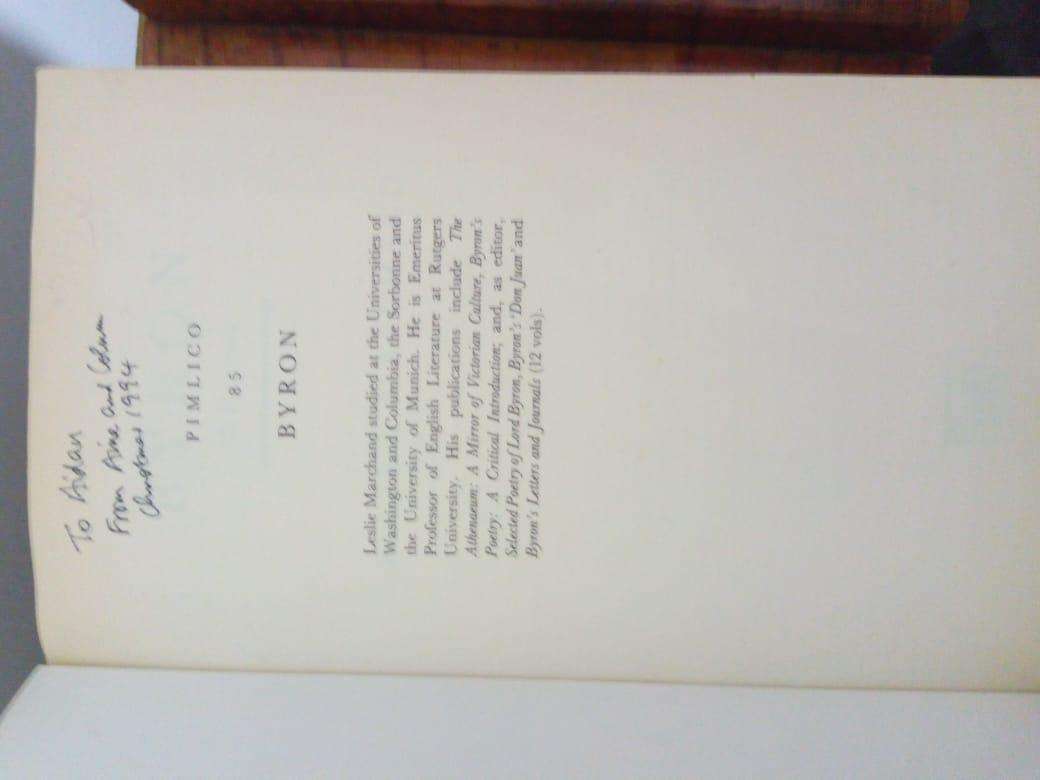 To Aidan
From Aine and Colum
Christmas 1994
PIMLICO
85
BYRON
Leslie Marchand studied at the Universities of
Washington and Columbia, the Sorbonne and
the University of Munich. He is Emeritus
Professor of English Literature at Rutgers
University. His publications include The
Athenaeum: A Mirror of Victorian Culture, Byron's
Poetry: A Critical Introduction; and, as editor,
Selected Poetry of Lord Byron, Byron's 'Don Juan' and
Byron's Letters and Journals (12 vols).